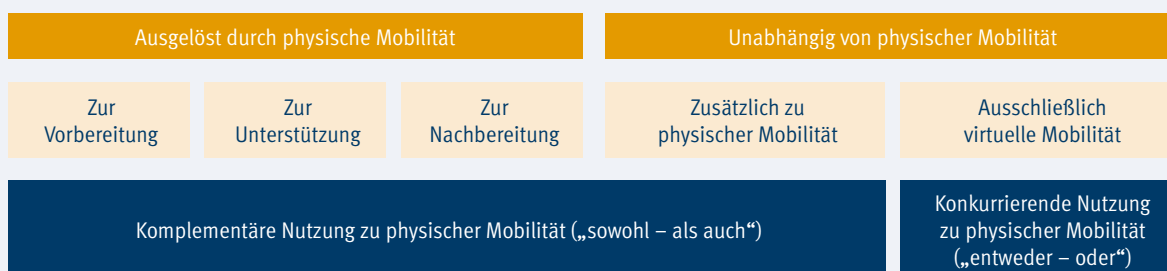 Ausgelöst durch physische Mobilität
Unabhängig von physischer Mobilität
Zur
Vorbereitung
Zur
Unterstützung
Zur
Nachbereitung
Zusätzlich zu
physischer Mobilität
Ausschließlich
virtuelle Mobilität
Komplementäre Nutzung zu physischer Mobilität („sowohl – als auch“)
Konkurrierende Nutzung
zu physischer Mobilität
(„entweder – oder“)